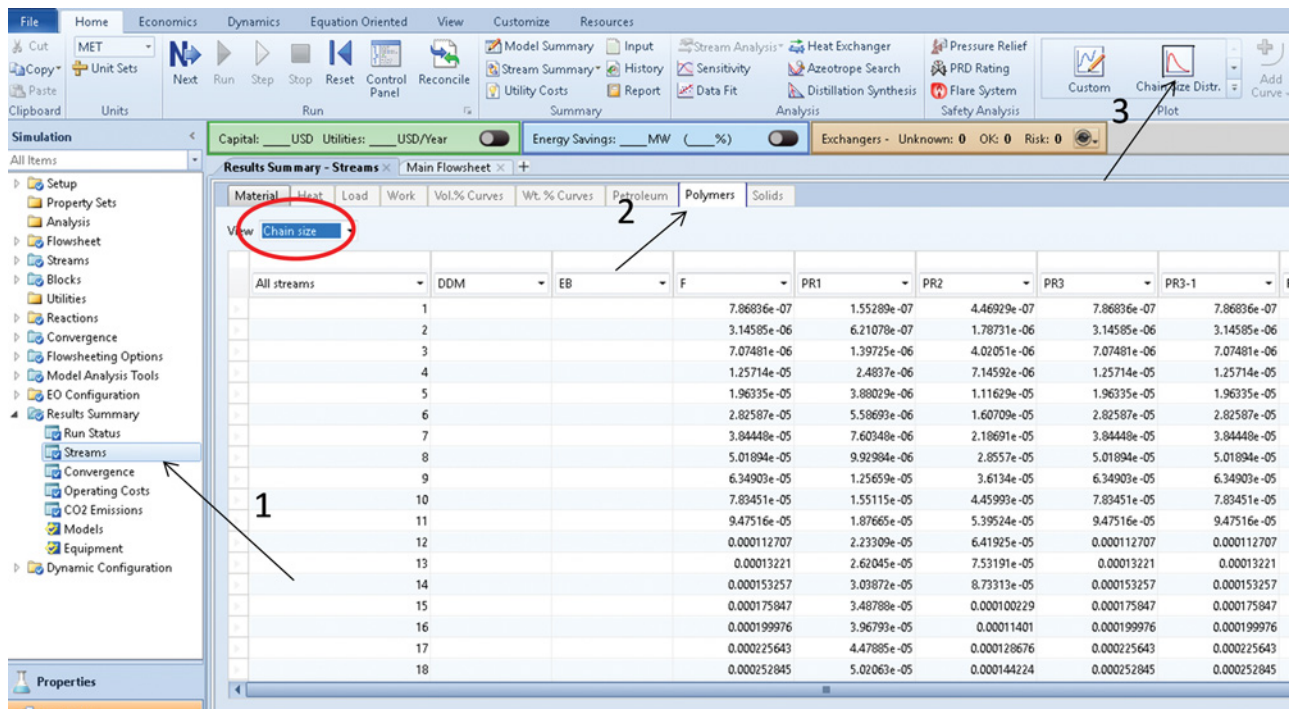 File Home Economics Dynamics Equation Oriented View Customize Resources
Cut MET Model Summary Input Stream Analysis Heat Exchanger Pressure Relief
Copy Unit Sets Next Run Step Stop Reset Control Panel Reconcile Stream Summary History Sensitivity Azeotrope Search PRD Rating Custom Chain Size Distr. Add Curve
Paste Utility Costs Report Data Fit Distillation Synthesis Flare System 3
Clipboard Units Run Summary Analysis Safety Analysis Plot
Simulation < Capital: ____USD Utilities: ____USD/Year Energy Savings: ____MW (____%) Exchangers - Unknown: 0 OK: 0 Risk: 0
All Items Results Summary - Streams × Main Flowsheet × +
Setup
Property Sets
Analysis
Flowsheet
Streams
Blocks
Utilities
Reactions
Convergence
Flowsheeting Options
Model Analysis Tools
EO Configuration
Results Summary
Run Status
Streams
Convergence
Operating Costs
CO2 Emissions
Models
Equipment
Dynamic Configuration
Properties
1
Material Heat Load Work Vol.% Curves Wt. % Curves Petroleum Polymers Solids
2
View Chain size
All streams DDM EB F PR1 PR2 PR3 PR3-1
1 7.86836e-07 1.55289e-07 4.46929e-07 7.86836e-07 7.86836e-07
2 3.14585e-06 6.21078e-07 1.78731e-06 3.14585e-06 3.14585e-06
3 7.07481e-06 1.39725e-06 4.02051e-06 7.07481e-06 7.07481e-06
4 1.25714e-05 2.4837e-06 7.14592e-06 1.25714e-05 1.25714e-05
5 1.96335e-05 3.88029e-06 1.11629e-05 1.96335e-05 1.96335e-05
6 2.82587e-05 5.58693e-06 1.60709e-05 2.82587e-05 2.82587e-05
7 3.84448e-05 7.60348e-06 2.18691e-05 3.84448e-05 3.84448e-05
8 5.01894e-05 9.92984e-06 2.8557e-05 5.01894e-05 5.01894e-05
9 6.34903e-05 1.25659e-05 3.6134e-05 6.34903e-05 6.34903e-05
10 7.83451e-05 1.55115e-05 4.45993e-05 7.83451e-05 7.83451e-05
11 9.47516e-05 1.87665e-05 5.39524e-05 9.47516e-05 9.47516e-05
12 0.000112707 2.23309e-05 6.41925e-05 0.000112707 0.000112707
13 0.00013221 2.62045e-05 7.53191e-05 0.00013221 0.00013221
14 0.000153257 3.03872e-05 8.73313e-05 0.000153257 0.000153257
15 0.000175847 3.48788e-05 0.000100229 0.000175847 0.000175847
16 0.000199976 3.96793e-05 0.00011401 0.000199976 0.000199976
17 0.000225643 4.47885e-05 0.000128676 0.000225643 0.000225643
18 0.000252845 5.02063e-05 0.000144224 0.000252845 0.000252845